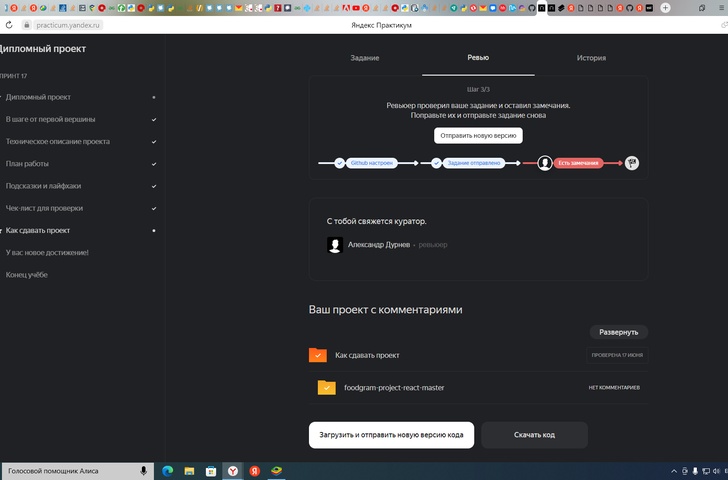 practicum.yandex.ru
Яндекс Практикум
Дипломный проект
ПРИНТ 17
Дипломный проект
В шаге от первой вершины
Техническое описание проекта
План работы
Подсказки и лайфхаки
Чек-лист для проверки
Как сдавать проект
У вас новое достижение!
Конец учёбе
Задание
Ревью
История
Шаг 3/3
Ревьюер проверил ваше задание и оставил замечания.
Поправьте их и отправьте задание снова
Отправить новую версию
Github настроен
Задание отправлено
Есть замечания
С тобой свяжется куратор.
Александр Дурнев • ревьюер
Ваш проект с комментариями
Развернуть
Как сдавать проект
ПРОВЕРЕНА 17 ИЮНЯ
foodgram-project-react-master
НЕТ КОММЕНТАРИЕВ
Загрузить и отправить новую версию кода
Скачать код
Голосовой помощник Алиса